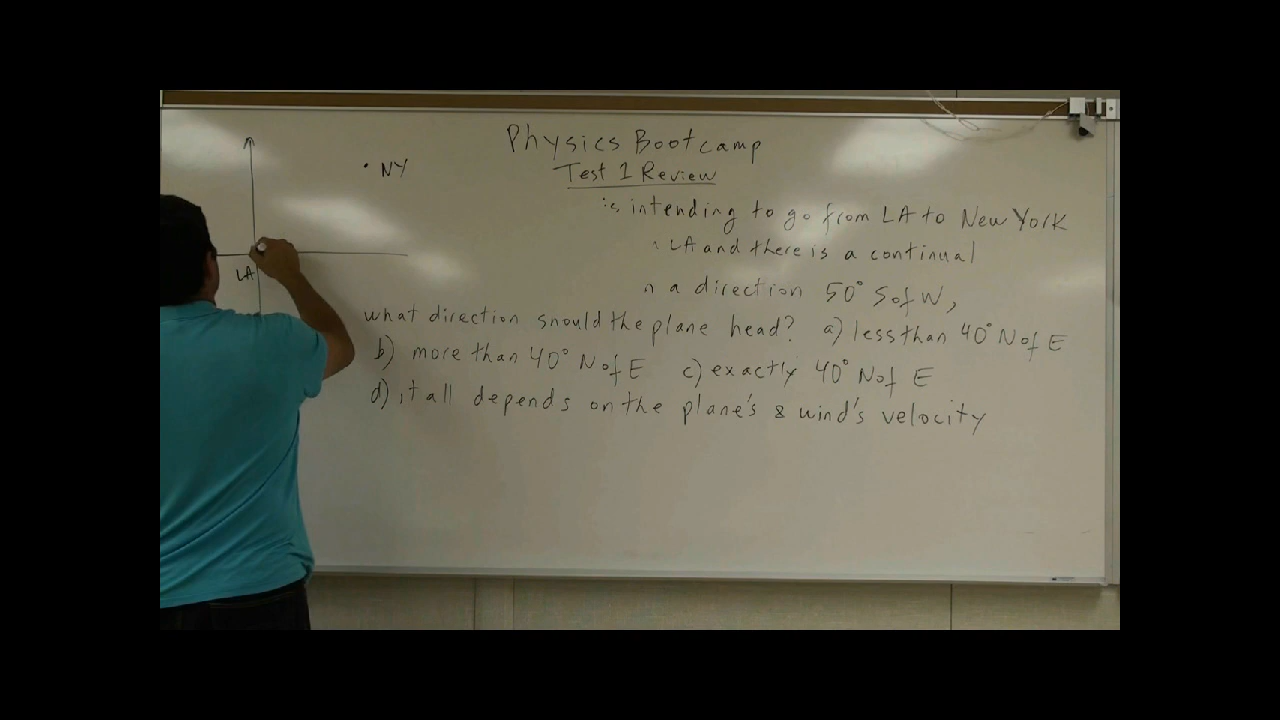 Physics Bootcamp
Test 1 Review
NY
is intending to go from LA to New York
LA and there is a continual
LA
n a direction 50° S of W,
what direction should the plane head? a) less than 40° N of E
b) more than 40° N of E c) exactly 40° N of E
d) it all depends on the plane's & wind's velocity